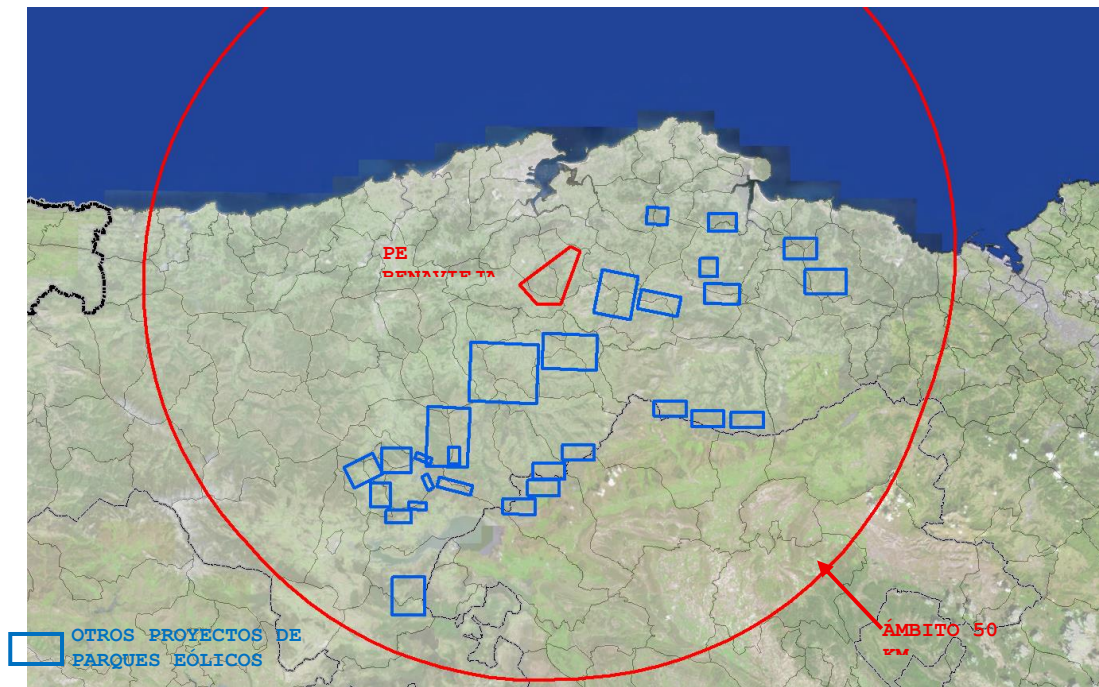 PE
BENAVIEJA
OTROS PROYECTOS DE
PARQUES EÓLICOS
ÁMBITO 50
KM